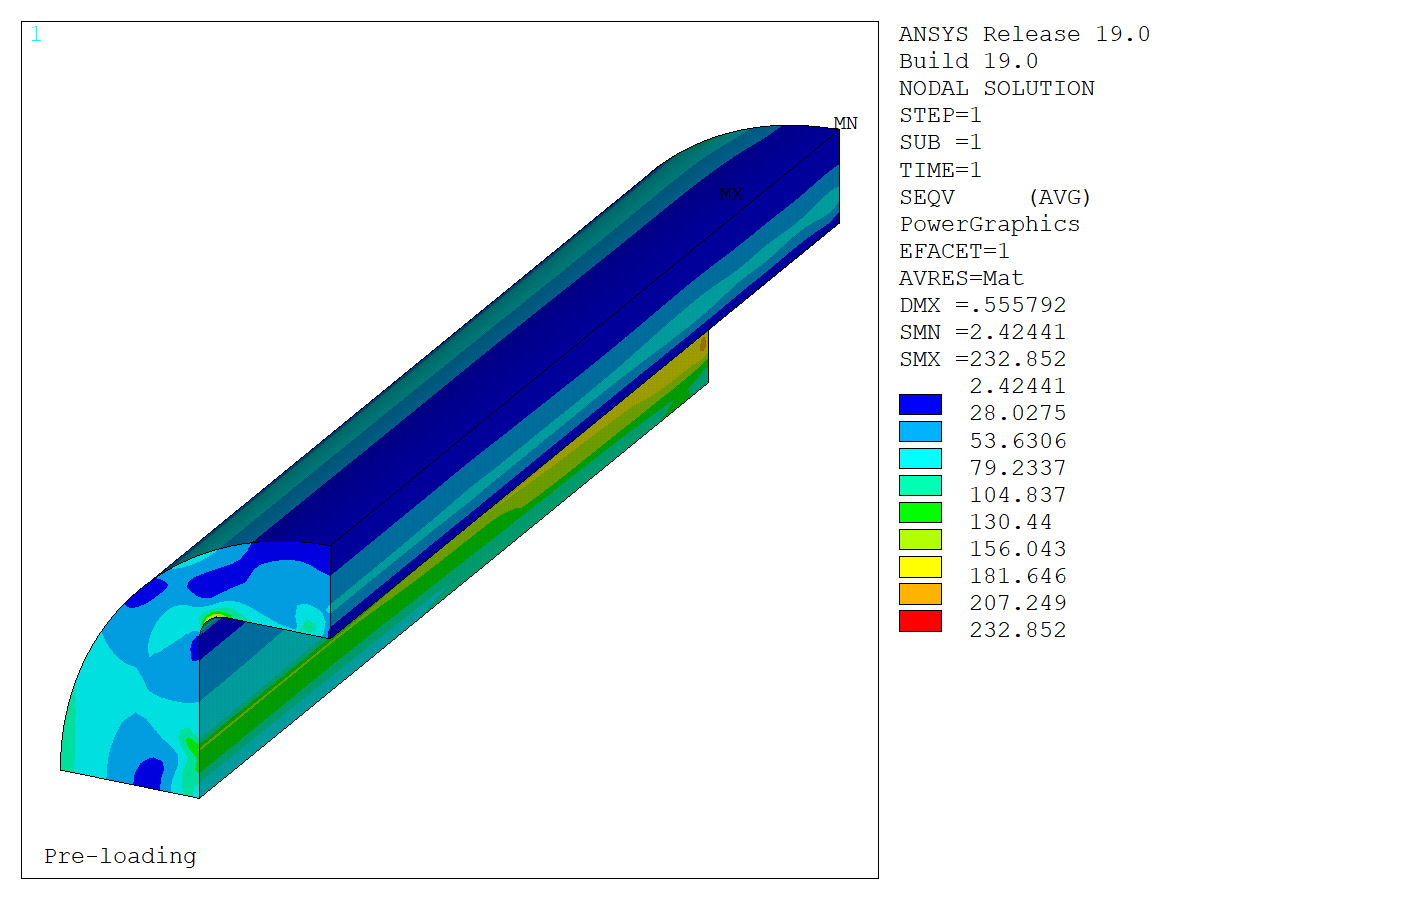 1
MN
MX
Pre-loading
ANSYS Release 19.0
Build 19.0
NODAL SOLUTION
STEP=1
SUB =1
TIME=1
SEQV     (AVG)
PowerGraphics
EFACET=1
AVRES=Mat
DMX =.555792
SMN =2.42441
SMX =232.852
2.42441
28.0275
53.6306
79.2337
104.837
130.44
156.043
181.646
207.249
232.852